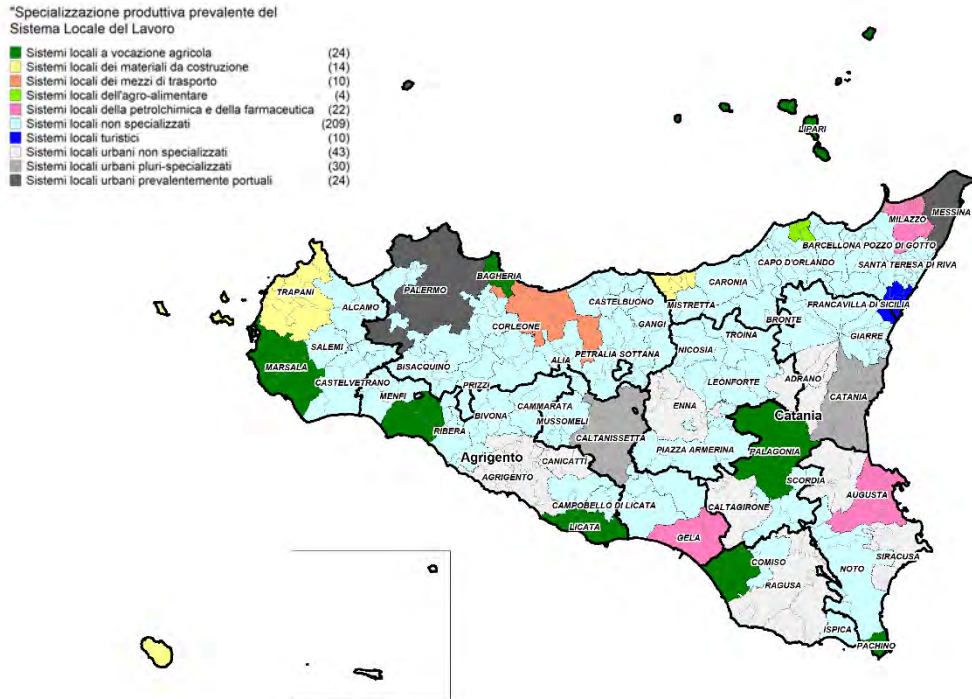 "Specializzazione produttiva prevalente del
Sistema Locale del Lavoro
Sistemi locali a vocazione agricola (24)
Sistemi locali dei materiali da costruzione (14)
Sistemi locali dei mezzi di trasporto (10)
Sistemi locali dell'agro-alimentare (4)
Sistemi locali della petrolchimica e della farmaceutica (22)
Sistemi locali non specializzati (209)
Sistemi locali turistici (10)
Sistemi locali urbani non specializzati (43)
Sistemi locali urbani pluri-specializzati (30)
Sistemi locali urbani prevalentemente portuali (24)
LIPARI
MESSINA
MILAZZO
BARCELLONA POZZO DI GOTTO
CAPO D'ORLANDO
SANTA TERESA DI RIVA
BAGHERIA
CARONIA
PALERMO
TRAPANI
ALCAMO
CASTELBUONO
MISTRETTA
FRANCAVILLA DI SICILIA
BRONTE
CORLEONE
GANGI
TROINA
GIARRE
SALEMI
ALIA
PETRALIA SOTTANA
NICOSIA
MARSALA
BISACQUINO
ADRANO
CASTELVETRANO
PRIZZI
LEONFORTE
MENFI
CAMMARATA
ENNA
CATANIA
BIVONA
MUSSOMELI
Catania
RIBERA
CALTANISSETTA
PIAZZA ARMERINA
PALAGONIA
Agrigento
CANICATTÌ
AGRIGENTO
SCORDIA
AUGUSTA
CAMPOBELLO DI LICATA
CALTAGIRONE
LICATA
GELA
SIRACUSA
COMISO
NOTO
RAGUSA
ISPICA
PACHINO